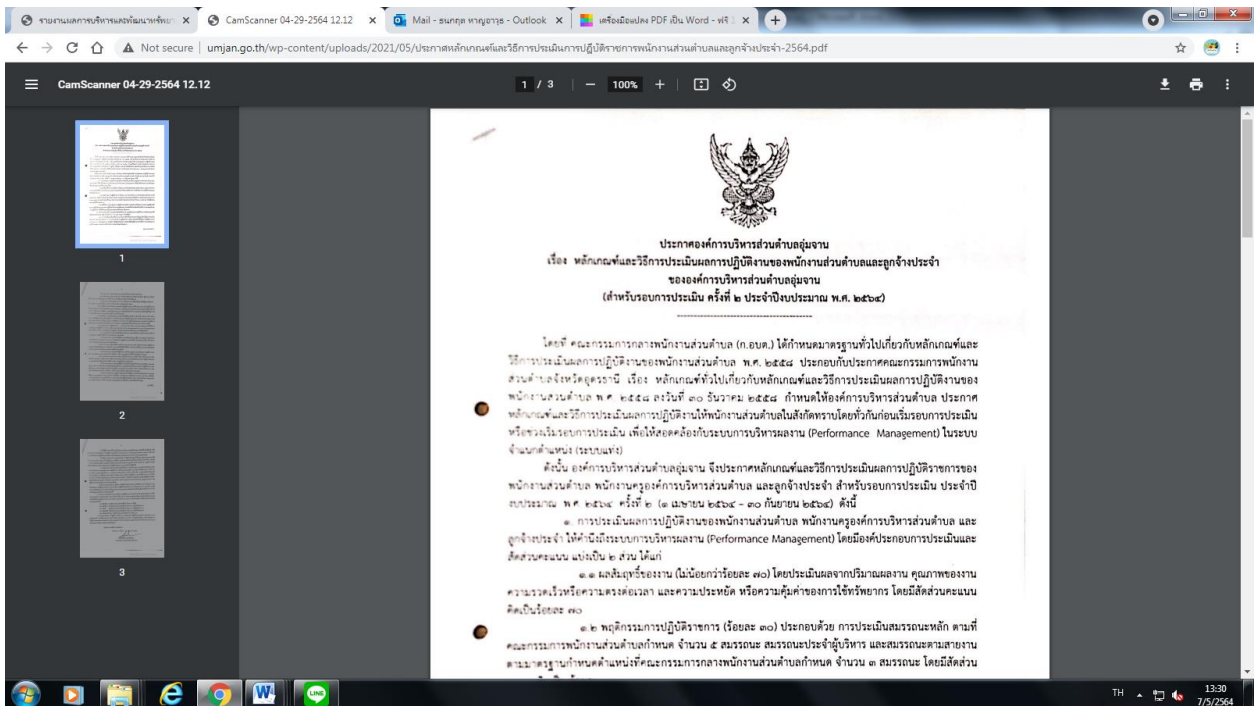 รายงานผลการบริหารและพัฒนาทรัพยา
CamScanner 04-29-2564 12.12
Mail - ธนกฤต หาญอาวุธ - Outlook
เครื่องมือแปลง PDF เป็น Word - ฟรี
Not secure
umjan.go.th/wp-content/uploads/2021/05/ประกาศหลักเกณฑ์และวิธีการประเมินการปฏิบัติราชการพนักงานส่วนตำบลและลูกจ้างประจำ-2564.pdf
CamScanner 04-29-2564 12.12
1 / 3
100%
1
2
3
ประกาศองค์การบริหารส่วนตำบลอุ่มจาน
เรื่อง หลักเกณฑ์และวิธีการประเมินผลการปฏิบัติงานของพนักงานส่วนตำบลและลูกจ้างประจำ
ขององค์การบริหารส่วนตำบลอุ่มจาน
(สำหรับรอบการประเมิน ครั้งที่ ๒ ประจำปีงบประมาณ พ.ศ. ๒๕๖๔)
โดยที่ คณะกรรมการกลางพนักงานส่วนตำบล (ก.อบต.) ได้กำหนดมาตรฐานทั่วไปเกี่ยวกับหลักเกณฑ์และ
วิธีการประเมินผลการปฏิบัติงานของพนักงานส่วนตำบล พ.ศ. ๒๕๕๘ ประกอบกับประกาศคณะกรรมการพนักงาน
ส่วนตำบลจังหวัดอุดรธานี เรื่อง หลักเกณฑ์ทั่วไปเกี่ยวกับหลักเกณฑ์และวิธีการประเมินผลการปฏิบัติงานของ
พนักงานส่วนตำบล พ.ศ. ๒๕๕๘ ลงวันที่ ๓๐ ธันวาคม ๒๕๕๘ กำหนดให้องค์การบริหารส่วนตำบล ประกาศ
หลักเกณฑ์และวิธีการประเมินผลการปฏิบัติงานให้พนักงานส่วนตำบลในสังกัดทราบโดยทั่วกันก่อนเริ่มรอบการประเมิน
หรือช่วงเริ่มรอบการประเมิน เพื่อให้สอดคล้องกับระบบการบริหารผลงาน (Performance Management) ในระบบ
จำแนกตำแหน่ง (ระบบแท่ง)
ดังนั้น องค์การบริหารส่วนตำบลอุ่มจาน จึงประกาศหลักเกณฑ์และวิธีการประเมินผลการปฏิบัติราชการของ
พนักงานส่วนตำบล พนักงานครูองค์การบริหารส่วนตำบล และลูกจ้างประจำ สำหรับรอบการประเมิน ประจำปี
งบประมาณ พ.ศ. ๒๕๖๔ ครั้งที่ ๒ (๑ เมษายน ๒๕๖๔ - ๓๐ กันยายน ๒๕๖๔) ดังนี้
๑. การประเมินผลการปฏิบัติงานของพนักงานส่วนตำบล พนักงานครูองค์การบริหารส่วนตำบล และ
ลูกจ้างประจำ ให้คำนึงถึงระบบการบริหารผลงาน (Performance Management) โดยมีองค์ประกอบการประเมินและ
สัดส่วนคะแนน แบ่งเป็น ๒ ส่วน ได้แก่
๑.๑ ผลสัมฤทธิ์ของงาน (ไม่น้อยกว่าร้อยละ ๗๐) โดยประเมินผลจากปริมาณผลงาน คุณภาพของงาน
ความรวดเร็วหรือความตรงต่อเวลา และความประหยัด หรือความคุ้มค่าของการใช้ทรัพยากร โดยมีสัดส่วนคะแนน
คิดเป็นร้อยละ ๗๐
๑.๒ พฤติกรรมการปฏิบัติราชการ (ร้อยละ ๓๐) ประกอบด้วย การประเมินสมรรถนะหลัก ตามที่
คณะกรรมการพนักงานส่วนตำบลกำหนด จำนวน ๕ สมรรถนะ สมรรถนะประจำผู้บริหาร และสมรรถนะตามสายงาน
ตามมาตรฐานกำหนดตำแหน่งที่คณะกรรมการกลางพนักงานส่วนตำบลกำหนด จำนวน ๓ สมรรถนะ โดยมีสัดส่วน
LINE
TH
13:30
7/5/2564